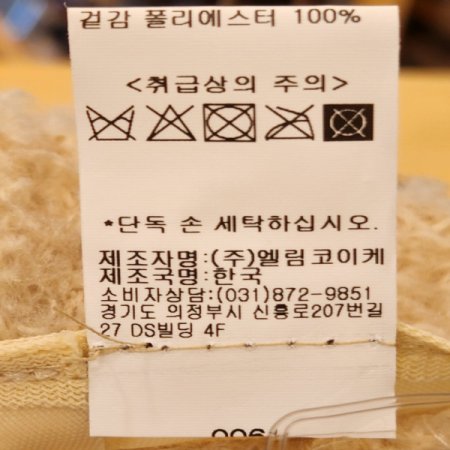 겉감 폴리에스터 100%
<취급상의 주의>
*단독 손 세탁하십시오.
제조자명:(주)엘림코이케
제조국명:한국
소비자상담:(031)872-9851
경기도 의정부시 신흥로207번길
27 DS빌딩 4F